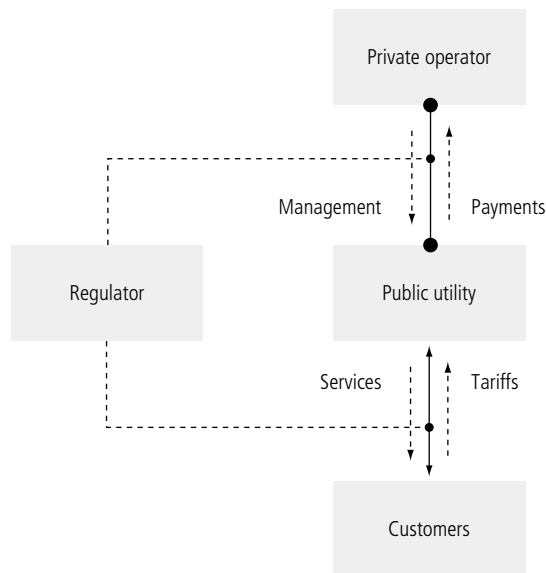 Private operator
Management
Payments
Regulator
Public utility
Services
Tariffs
Customers